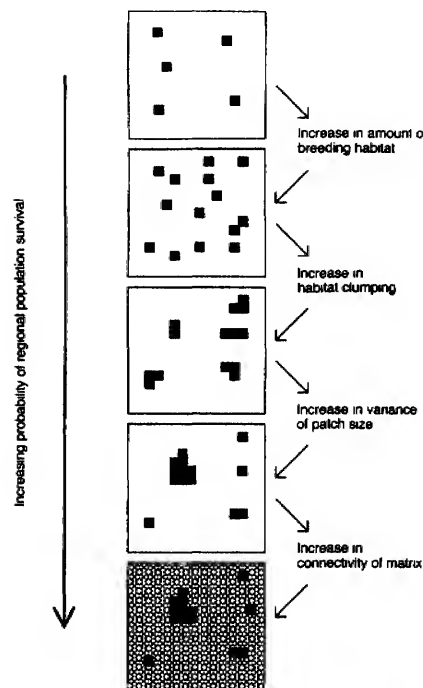 Increasing probability of regional population survival
Increase in amount of
breeding habitat
Increase in
habitat clumping
Increase in variance
of patch size
Increase in
connectivity of matrix